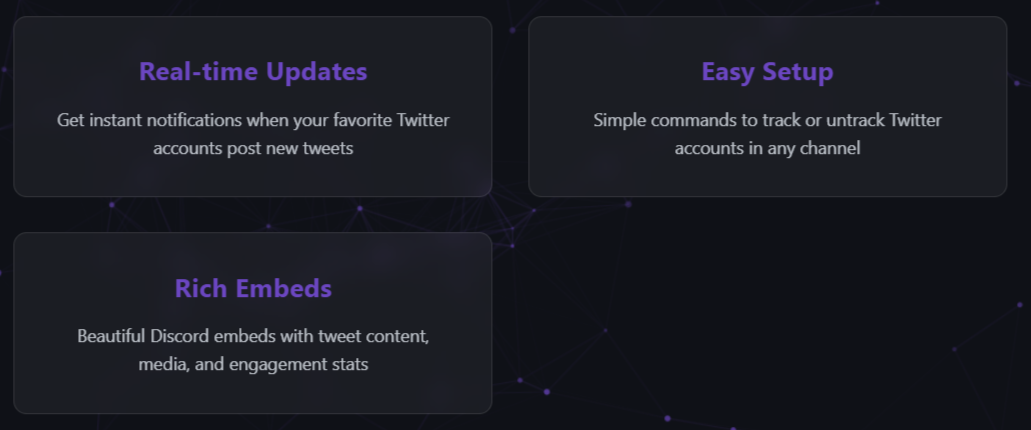 Real-time Updates
Get instant notifications when your favorite Twitter
accounts post new tweets
Easy Setup
Simple commands to track or untrack Twitter
accounts in any channel
Rich Embeds
Beautiful Discord embeds with tweet content,
media, and engagement stats